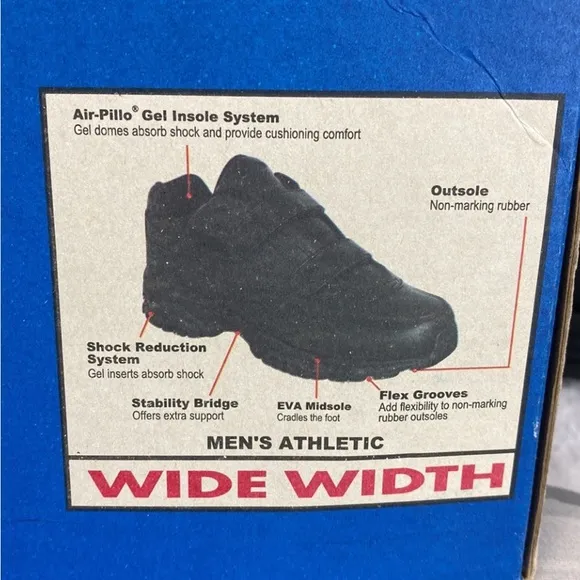 Air-Pillo® Gel Insole System
Gel domes absorb shock and provide cushioning comfort
Outsole
Non-marking rubber
Shock Reduction
System
Gel inserts absorb shock
Stability Bridge
Offers extra support
EVA Midsole
Cradles the foot
Flex Grooves
Add flexibility to non-marking
rubber outsoles
MEN'S ATHLETIC
WIDE WIDTH